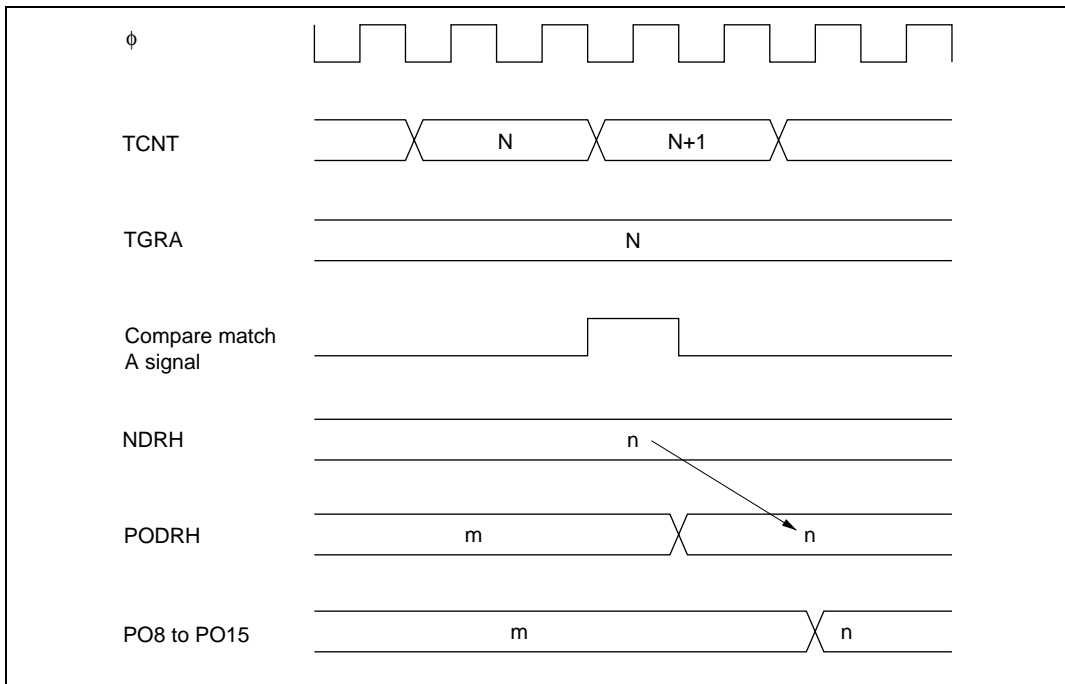 φ
TCNT
N
N+1
TGRA
N
Compare match
A signal
NDRH
n
PODRH
m
n
PO8 to PO15
m
n